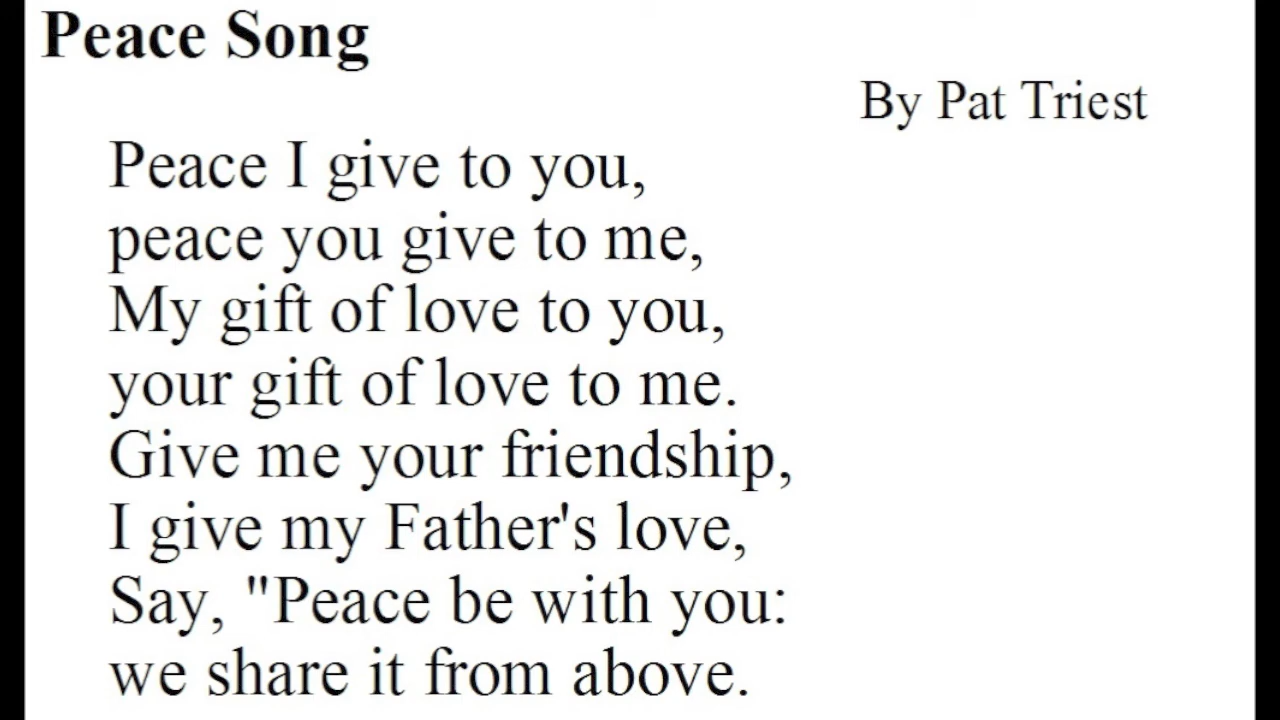 Peace Song
By Pat Triest
Peace I give to you,
peace you give to me,
My gift of love to you,
your gift of love to me.
Give me your friendship,
I give my Father's love,
Say, "Peace be with you:
we share it from above.